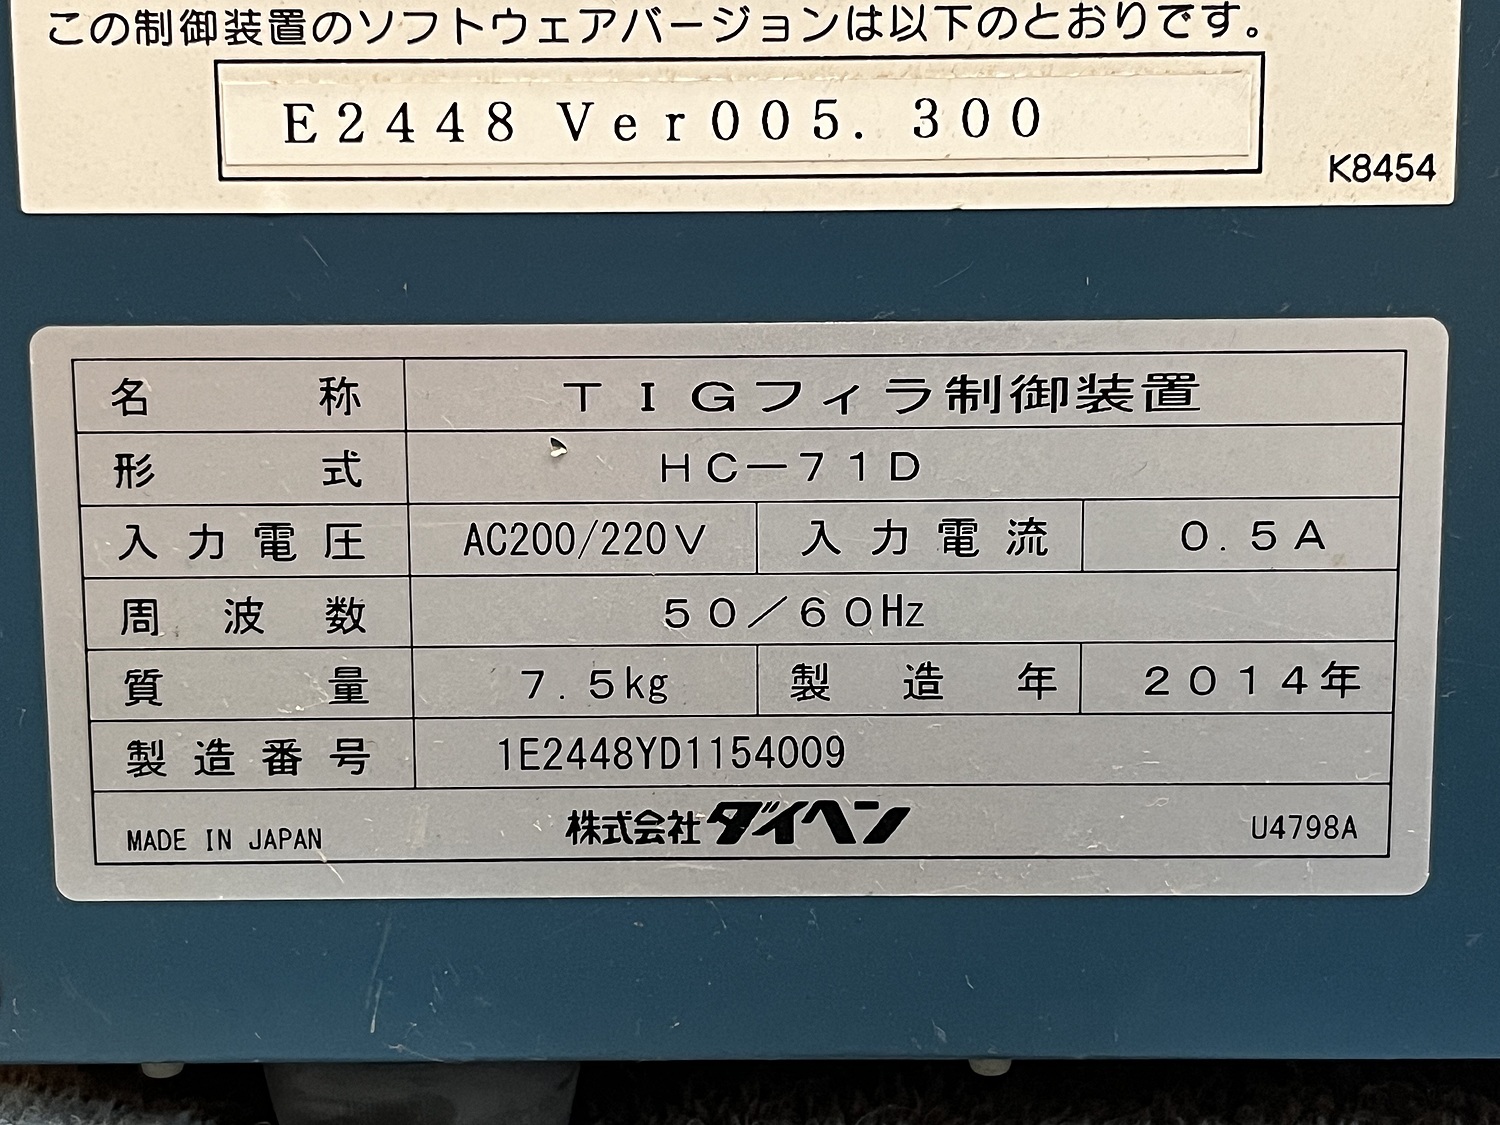 この制御装置のソフトウェアバージョンは以下のとおりです。
E2448 Ver005.300
K8454
名称 TIGフィラ制御装置
形式 HC－71D
入力電圧 AC200/220V 入力電流 0.5A
周波数 50／60Hz
質量 7.5kg 製造年 2014年
製造番号 1E2448YD1154009
MADE IN JAPAN 株式会社ダイヘン U4798A